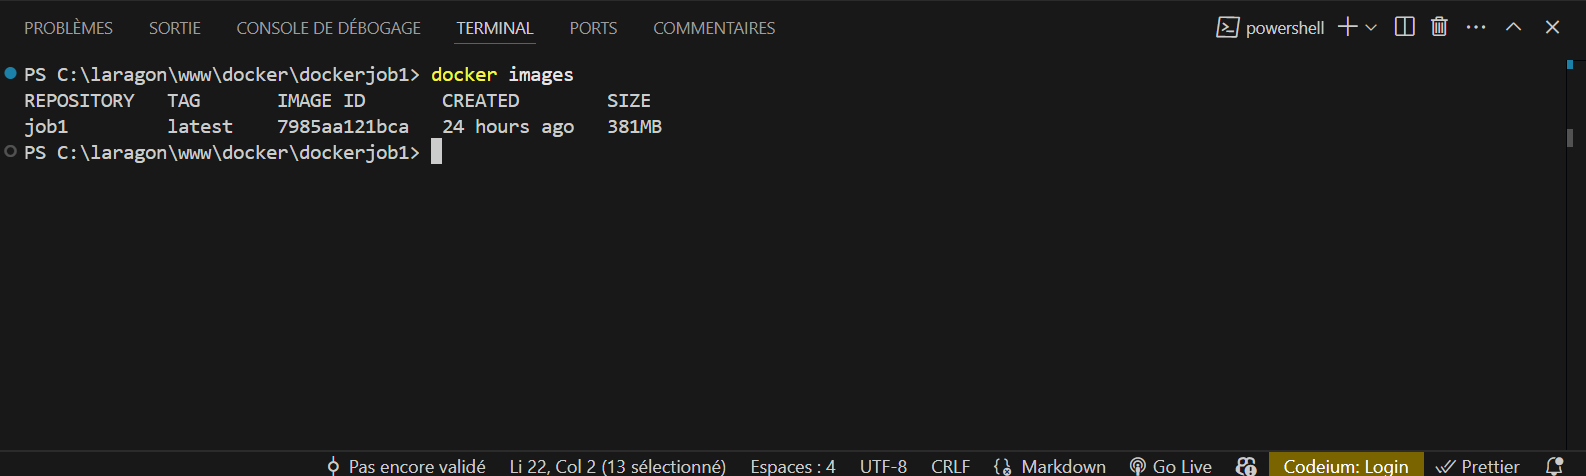 PROBLÈMES SORTIE CONSOLE DE DÉBOGAGE TERMINAL PORTS COMMENTAIRES powershell
PS C:\laragon\www\docker\dockerjob1> docker images
REPOSITORY TAG IMAGE ID CREATED SIZE
job1 latest 7985aa121bca 24 hours ago 381MB
PS C:\laragon\www\docker\dockerjob1>
Pas encore validé Li 22, Col 2 (13 sélectionné) Espaces : 4 UTF-8 CRLF Markdown Go Live Codeium: Login Prettier